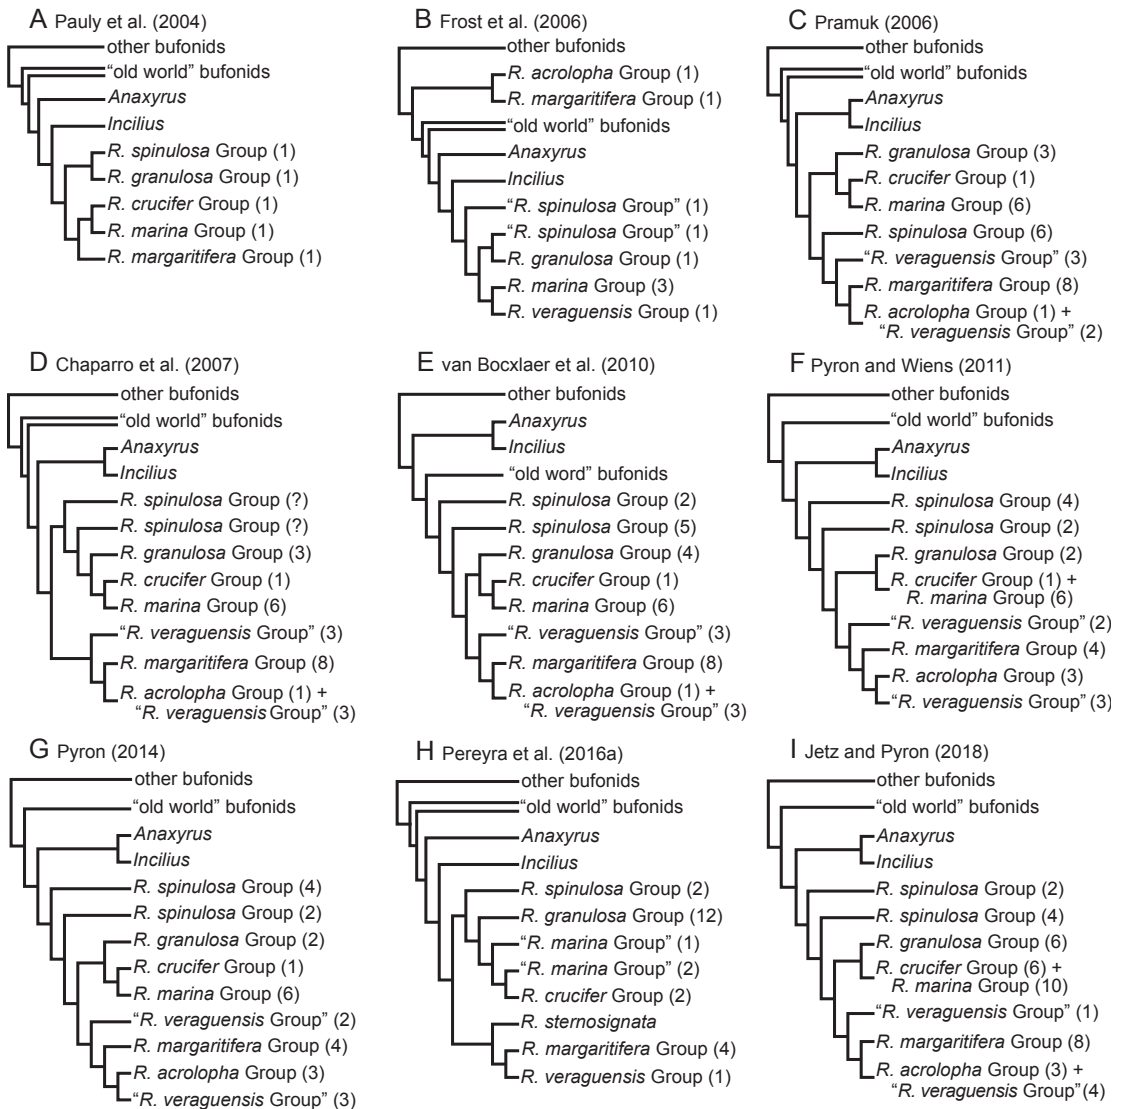 A Pauly et al. (2004)
other bufonids
“old world” bufonids
Anaxyrus
Incilius
R. spinulosa Group (1)
R. granulosa Group (1)
R. crucifer Group (1)
R. marina Group (1)
R. margaritifera Group (1)
B Frost et al. (2006)
other bufonids
R. acrolopha Group (1)
R. margaritifera Group (1)
“old world” bufonids
Anaxyrus
Incilius
“R. spinulosa Group” (1)
“R. spinulosa Group” (1)
R. granulosa Group (1)
R. marina Group (3)
R. veraguensis Group (1)
C Pramuk (2006)
other bufonids
“old world” bufonids
Anaxyrus
Incilius
R. granulosa Group (3)
R. crucifer Group (1)
R. marina Group (6)
R. spinulosa Group (6)
“R. veraguensis Group” (3)
R. margaritifera Group (8)
R. acrolopha Group (1) +
“R. veraguensis Group” (2)
D Chaparro et al. (2007)
other bufonids
“old world” bufonids
Anaxyrus
Incilius
R. spinulosa Group (?)
R. spinulosa Group (?)
R. granulosa Group (3)
R. crucifer Group (1)
R. marina Group (6)
“R. veraguensis Group” (3)
R. margaritifera Group (8)
R. acrolopha Group (1) +
“R. veraguensis Group” (3)
E van Bocxlaer et al. (2010)
other bufonids
Anaxyrus
Incilius
“old word” bufonids
R. spinulosa Group (2)
R. spinulosa Group (5)
R. granulosa Group (4)
R. crucifer Group (1)
R. marina Group (6)
“R. veraguensis Group” (3)
R. margaritifera Group (8)
R. acrolopha Group (1) +
“R. veraguensis Group” (3)
F Pyron and Wiens (2011)
other bufonids
“old world” bufonids
Anaxyrus
Incilius
R. spinulosa Group (4)
R. spinulosa Group (2)
R. granulosa Group (2)
R. crucifer Group (1) +
R. marina Group (6)
“R. veraguensis Group” (2)
R. margaritifera Group (4)
R. acrolopha Group (3)
“R. veraguensis Group” (3)
G Pyron (2014)
other bufonids
“old world” bufonids
Anaxyrus
Incilius
R. spinulosa Group (4)
R. spinulosa Group (2)
R. granulosa Group (2)
R. crucifer Group (1)
R. marina Group (6)
“R. veraguensis Group” (2)
R. margaritifera Group (4)
R. acrolopha Group (3)
“R. veraguensis Group” (3)
H Pereyra et al. (2016a)
other bufonids
“old world” bufonids
Anaxyrus
Incilius
R. spinulosa Group (2)
R. granulosa Group (12)
“R. marina Group” (1)
“R. marina Group” (2)
R. crucifer Group (2)
R. sternosignata
R. margaritifera Group (4)
R. veraguensis Group (1)
I Jetz and Pyron (2018)
other bufonids
“old world” bufonids
Anaxyrus
Incilius
R. spinulosa Group (2)
R. spinulosa Group (4)
R. granulosa Group (6)
R. crucifer Group (6) +
R. marina Group (10)
“R. veraguensis Group” (1)
R. margaritifera Group (8)
R. acrolopha Group (3) +
“R. veraguensis Group”(4)